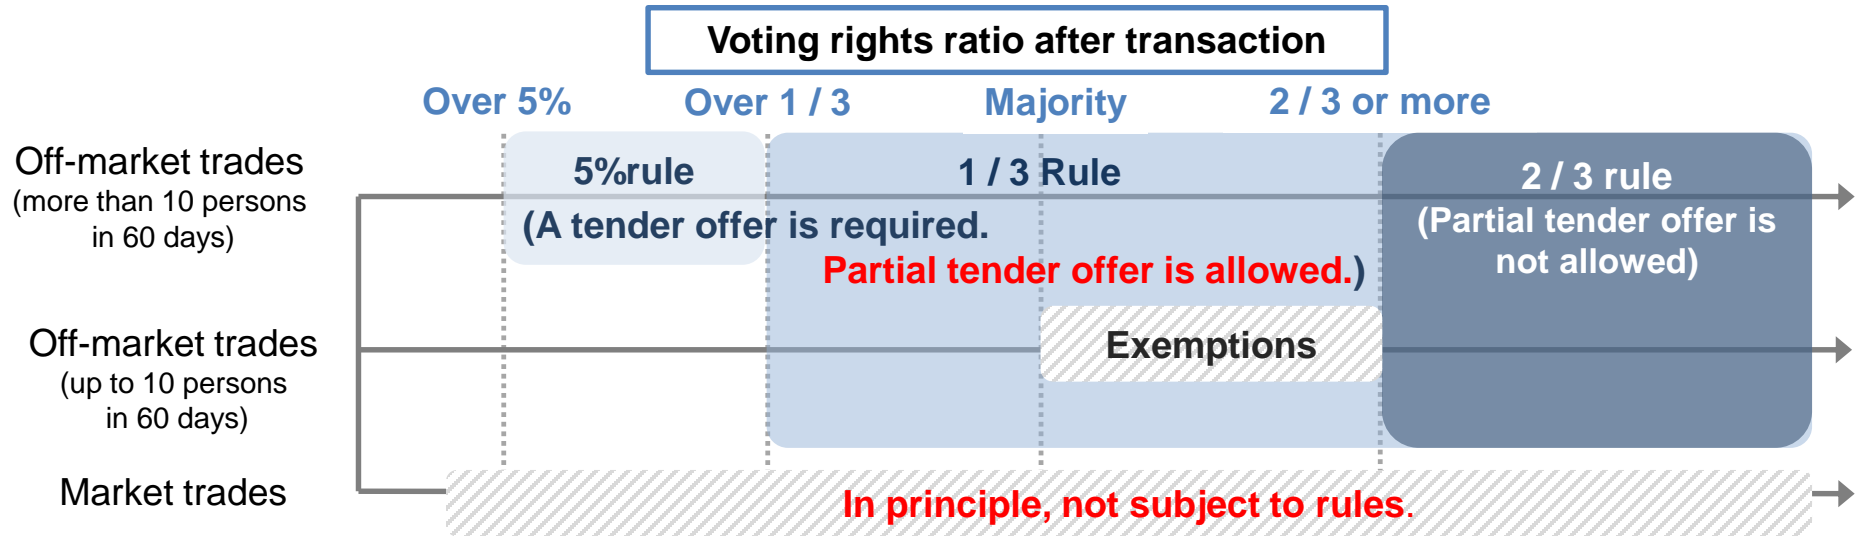 Voting rights ratio after transaction
Over 5%
Over 1 / 3
Majority
2 / 3 or more
Off-market trades
(more than 10 persons
in 60 days)
5%rule
1 / 3 Rule
(A tender offer is required.
Partial tender offer is allowed.)
2 / 3 rule
(Partial tender offer is
not allowed)
Off-market trades
(up to 10 persons
in 60 days)
Exemptions
Market trades
In principle, not subject to rules.